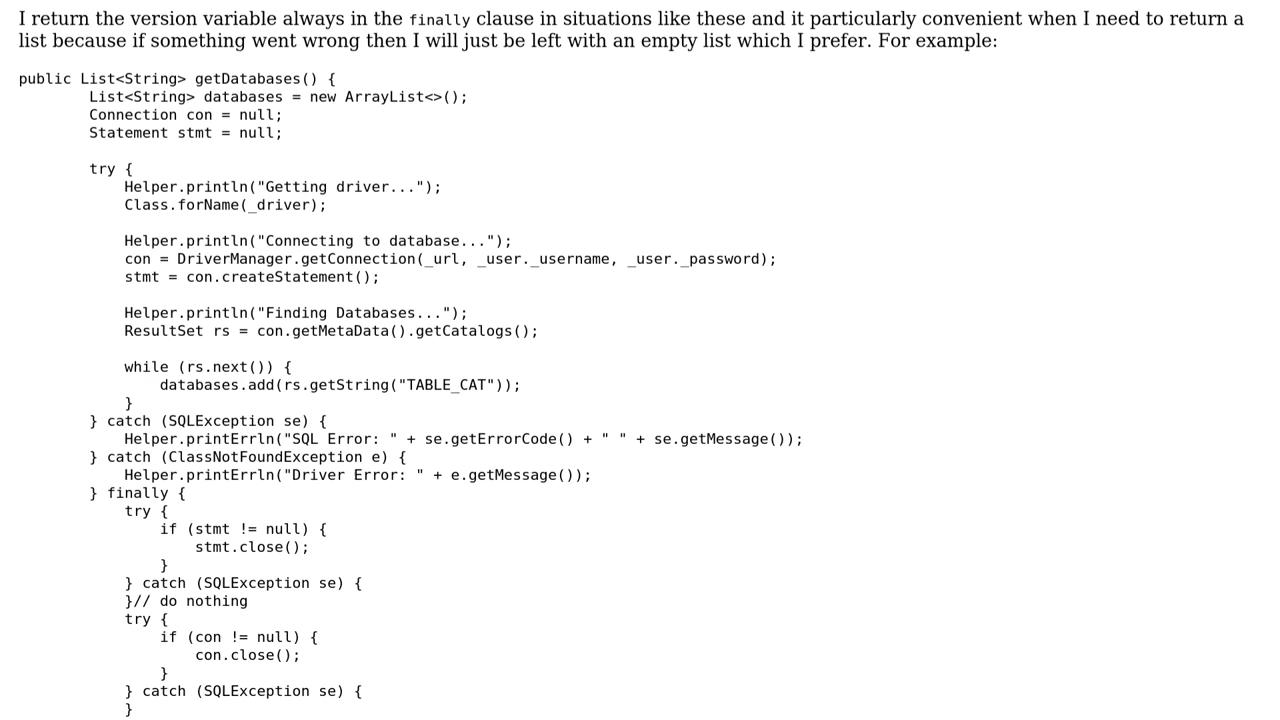 I return the version variable always in the finally clause in situations like these and it particularly convenient when I need to return a
list because if something went wrong then I will just be left with an empty list which I prefer. For example:
public List<String> getDatabases() {
        List<String> databases = new ArrayList<>();
        Connection con = null;
        Statement stmt = null;

        try {
            Helper.println("Getting driver...");
            Class.forName(_driver);

            Helper.println("Connecting to database...");
            con = DriverManager.getConnection(_url, _user._username, _user._password);
            stmt = con.createStatement();

            Helper.println("Finding Databases...");
            ResultSet rs = con.getMetaData().getCatalogs();

            while (rs.next()) {
                databases.add(rs.getString("TABLE_CAT"));
            }
        } catch (SQLException se) {
            Helper.printErrln("SQL Error: " + se.getErrorCode() + " " + se.getMessage());
        } catch (ClassNotFoundException e) {
            Helper.printErrln("Driver Error: " + e.getMessage());
        } finally {
            try {
                if (stmt != null) {
                    stmt.close();
                }
            } catch (SQLException se) {
            }// do nothing
            try {
                if (con != null) {
                    con.close();
                }
            } catch (SQLException se) {
            }